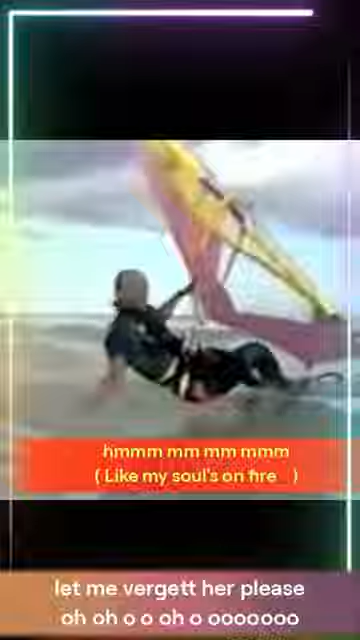 hmmm mm mm mmm
( Like my soul's on fire )
let me vergett her please
oh oh o o oh o ooooooo